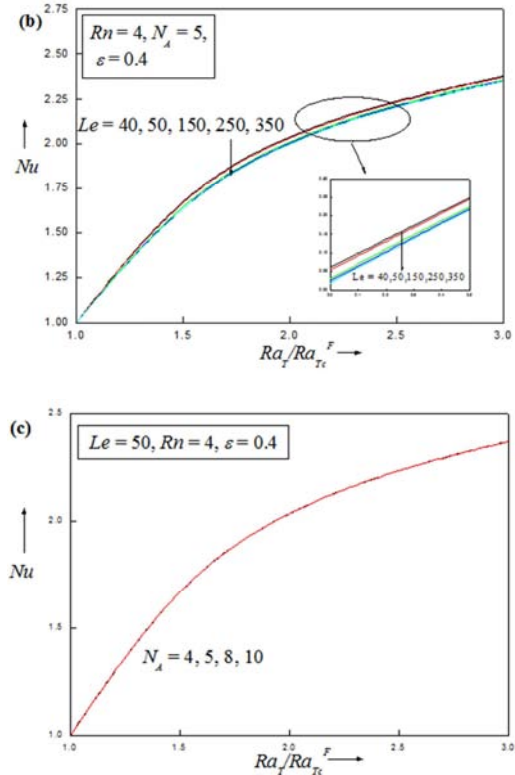 (b)
2.75
Rn = 4, N_A = 5,
ε = 0.4
2.50
2.25
Le = 40, 50, 150, 250, 350
2.00
Nu
1.75
1.50
Le = 40,50,150,250,350
1.25
1.00
1.0 1.5 2.0 2.5 3.0
Ra_T/Ra_Tc^F
(c)
2.5
Le = 50, Rn = 4, ε = 0.4
2.0
Nu
1.5
N_A = 4, 5, 8, 10
1.0
1.0 1.5 2.0 2.5 3.0
Ra_T/Ra_Tc^F